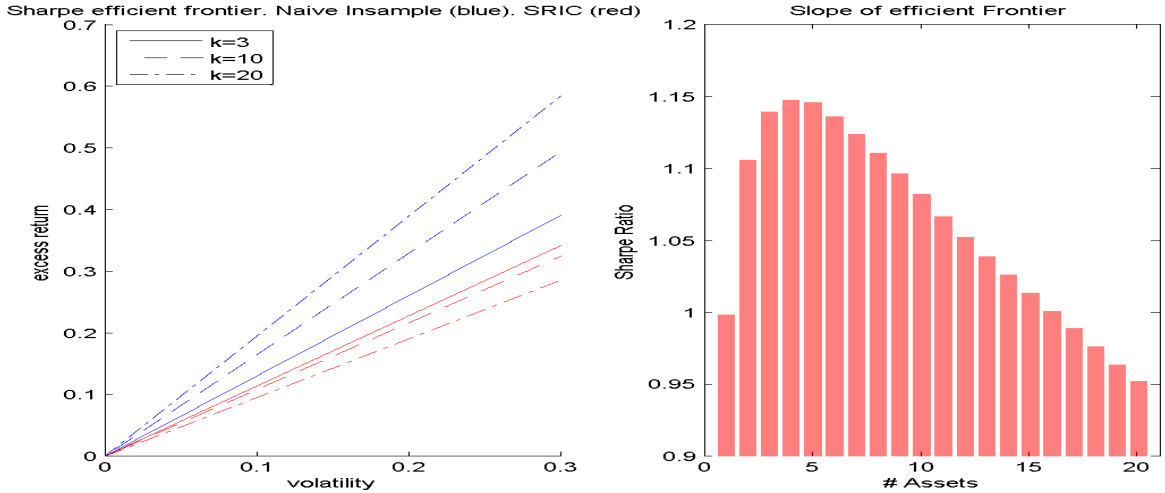 Sharpe efficient frontier. Naive Insample (blue). SRIC (red)
0.7
0.6
0.5
0.4
0.3
0.2
0.1
0
k=3
k=10
k=20
excess return
0
0.1
0.2
0.3
volatility
Slope of efficient Frontier
1.2
1.15
1.1
1.05
1
0.95
0.9
Sharpe Ratio
0
5
10
15
20
# Assets